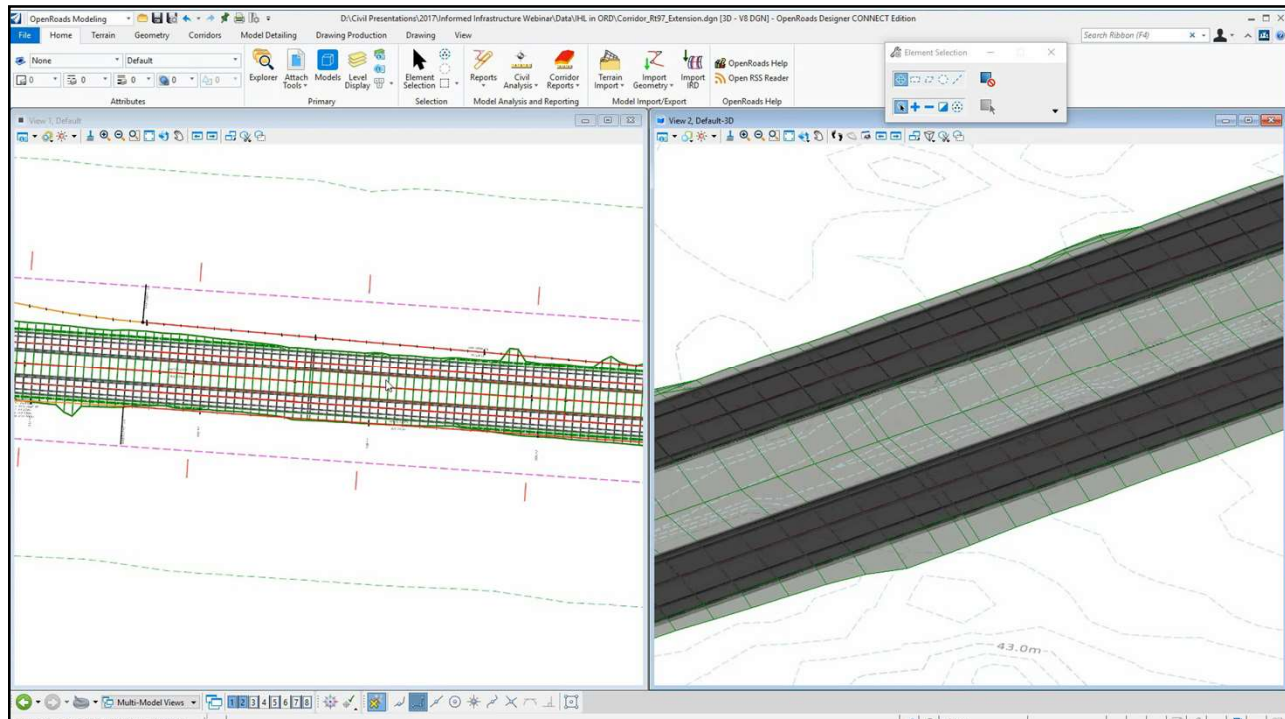 OpenRoads Modeling
D:\Civil Presentations\2017\Informed Infrastructure Webinar\Data\IHL in ORD\Corridor_Rt97_Extension.dgn [3D - V8 DGN] - OpenRoads Designer CONNECT Edition
File Home Terrain Geometry Corridors Model Detailing Drawing Production Drawing View
Search Ribbon (F4)
None Default
0 0 0 0 0
Explorer Attach Tools Models Level Display
Element Selection
Reports Civil Analysis Corridor Reports
Terrain Import Import Geometry Import IRD
OpenRoads Help
Open RSS Reader
Attributes Primary Selection Model Analysis and Reporting Model Import/Export OpenRoads Help
Element Selection
View 1, Default
View 2, Default-3D
43.0m
Multi-Model Views 1 2 3 4 5 6 7 8